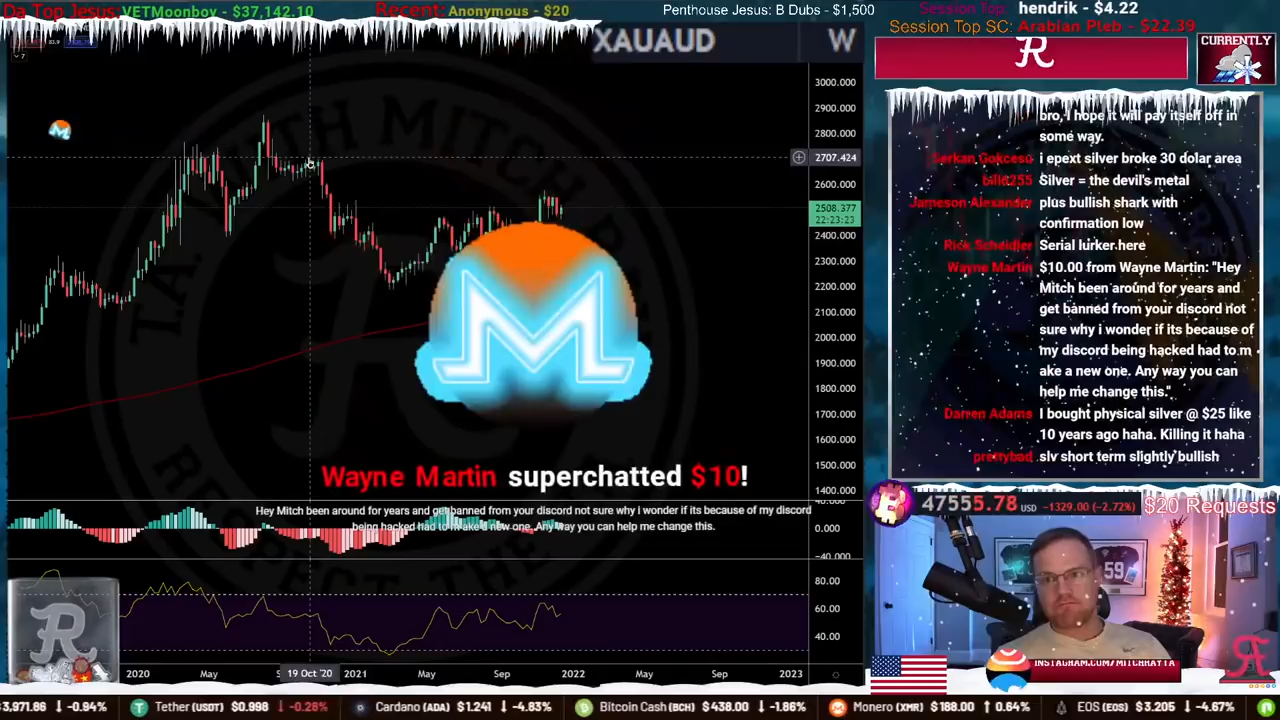 Da Top Jesus: VETMoonboy - $37,142.10
Recent: Anonymous - $20
Penthouse Jesus: B Dubs - $1,500
Session Top: hendrik - $4.22
Session Top SC: Arabian Pleb - $22.39
XAUAUD W
CURRENTLY
3000.000
2900.000
2800.000
2707.424
2600.000
2508.377
22:23:23
2400.000
2300.000
2200.000
2100.000
2000.000
1900.000
1800.000
1700.000
1600.000
1500.000
1400.000
bro, I hope it will pay itself off in
some way.
Serkan Gokcesu i epext silver broke 30 dolar area
billd255 Silver = the devil's metal
Jameson Alexander plus bullish shark with
confirmation low
Rick Scheidler Serial lurker here
Wayne Martin $10.00 from Wayne Martin: "Hey
Mitch been around for years and
get banned from your discord not
sure why i wonder if its because of
my discord being hacked had to m
ake a new one. Any way you can
help me change this."
Darren Adams I bought physical silver @ $25 like
10 years ago haha. Killing it haha
prettybad slv short term slightly bullish
Wayne Martin superchatted $10!
Hey Mitch been around for years and get banned from your discord not sure why i wonder if its because of my discord
being hacked had to m ake a new one. Any way you can help me change this.
0.000
-40.000
80.00
60.00
40.00
2020 May 19 Oct '20 2021 May Sep 2022 May Sep 2023
47555.78 USD -1329.00 (-2.72%) $20 Requests
59
INSTAGRAM.COM/MITCHRAYTA
$3,971.86 -0.94% Tether (USDT) $0.998 -0.28% Cardano (ADA) $1.241 -4.83% Bitcoin Cash (BCH) $438.00 -1.86% Monero (XMR) $188.00 0.64% EOS (EOS) $3.205 -4.67%